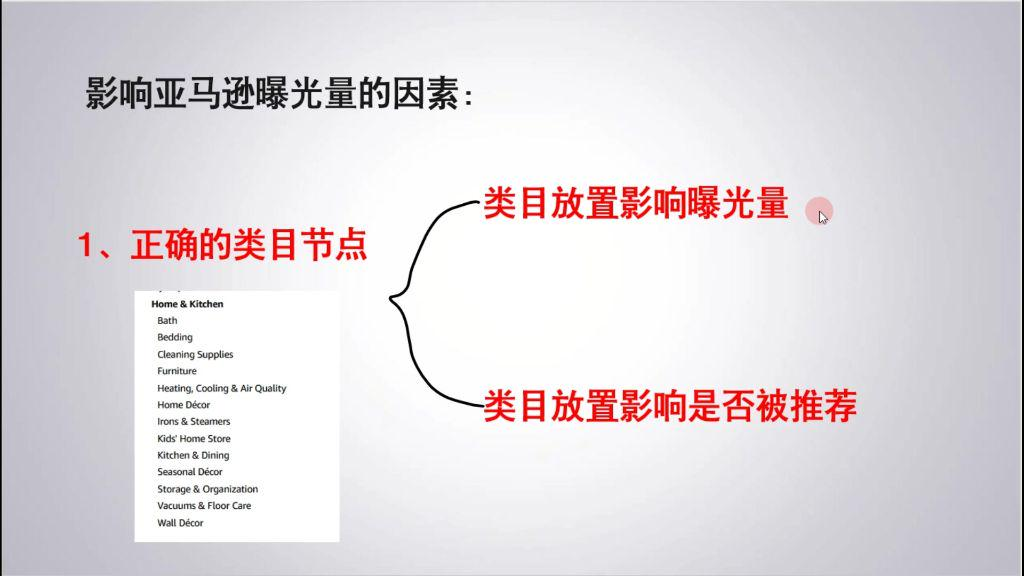 影响亚马逊曝光量的因素:
类目放置影响曝光量
1、正确的类目节点
Home & Kitchen
Bath
Bedding
Cleaning Supplies
Furniture
Heating, Cooling & Air Quality
Home Décor
Irons & Steamers
Kids' Home Store
Kitchen & Dining
Seasonal Décor
Storage & Organization
Vacuums & Floor Care
Wall Décor
类目放置影响是否被推荐